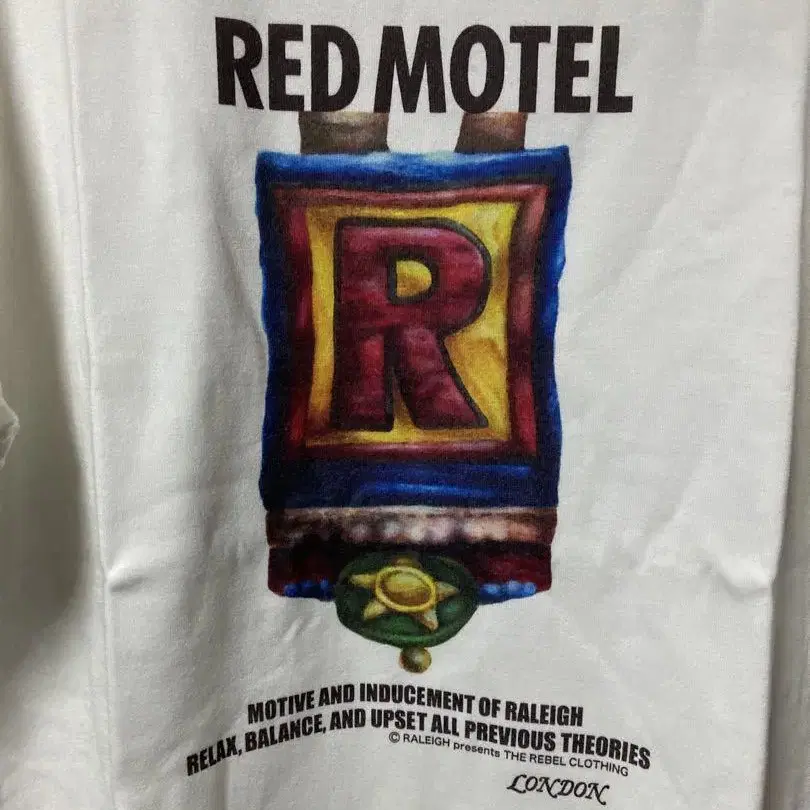 RED MOTEL
R
MOTIVE AND INDUCEMENT OF RALEIGH
RELAX, BALANCE, AND UPSET ALL PREVIOUS THEORIES
© RALEIGH presents THE REBEL CLOTHING
LONDON